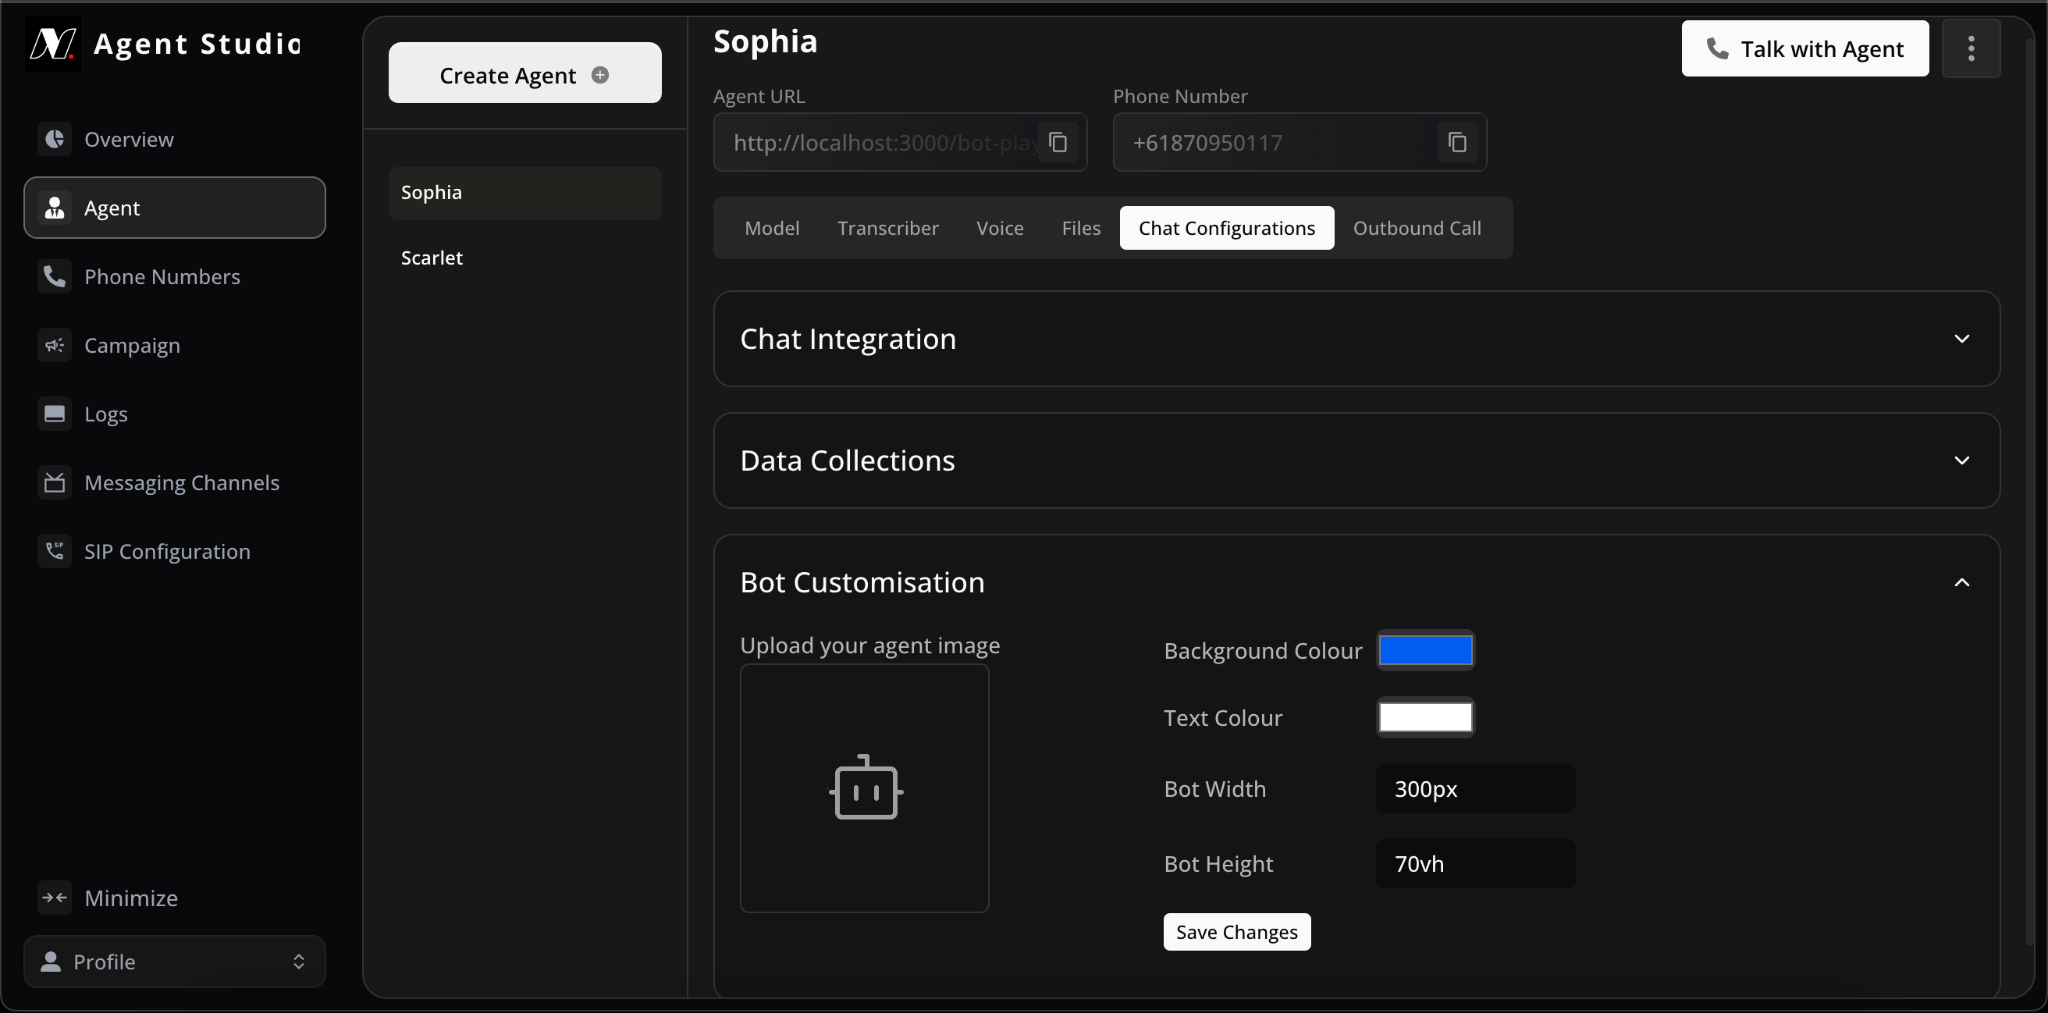 Agent Studio
Overview
Agent
Phone Numbers
Campaign
Logs
Messaging Channels
SIP Configuration
Minimize
Profile
Create Agent
Sophia
Scarlet
Sophia
Talk with Agent
Agent URL
Phone Number
http://localhost:3000/bot-play
+61870950117
Model
Transcriber
Voice
Files
Chat Configurations
Outbound Call
Chat Integration
Data Collections
Bot Customisation
Upload your agent image
Background Colour
Text Colour
Bot Width
300px
Bot Height
70vh
Save Changes